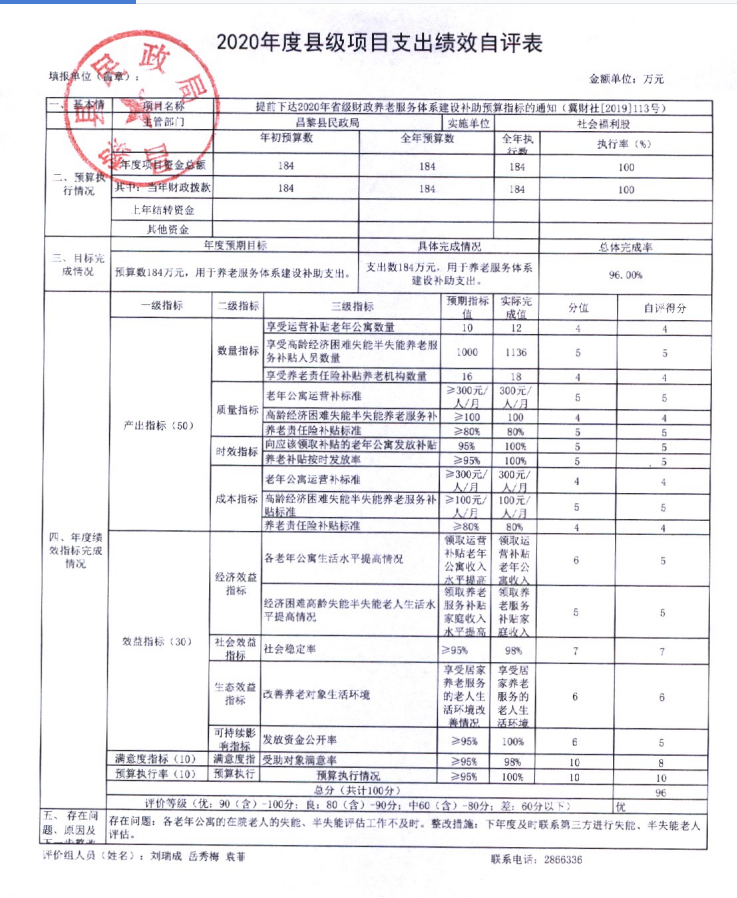 2020年度县级项目支出绩效自评表
填报单位（盖章）：
金额单位：万元
一、基本情 项目名称 提前下达2020年省级财政养老服务体系建设补助预算指标的通知（冀财社[2019]113号）
主管部门 昌黎县民政局 实施单位 社会福利股
二、预算执行情况 年初预算数 全年预算数 全年执行数 执行率（%）
年度项目资金总额 184 184 184 100
其中：当年财政拨款 184 184 184 100
上年结转资金
其他资金
三、目标完成情况 年度预期目标 具体完成情况 总体完成率
预算数184万元，用于养老服务体系建设补助支出。 支出数184万元，用于养老服务体系建设补助支出。 96.00%
四、年度绩效指标完成情况
一级指标 二级指标 三级指标 预期指标值 实际完成值 分值 自评得分
产出指标（50） 数量指标 享受运营补贴老年公寓数量 10 12 4 4
享受高龄经济困难失能半失能养老服务补贴人员数量 1000 1136 5 5
享受养老责任险补贴养老机构数量 16 18 4 4
质量指标 老年公寓运营补标准 ≥300元/人/月 300元/人/月 5 5
高龄经济困难失能半失能养老服务补 ≥100 100 4 4
养老责任险补贴标准 ≥80% 80% 5 5
时效指标 向应该领取补贴的老年公寓发放补贴 95% 100% 5 5
养老补贴按时发放率 ≥95% 100% 5 5
成本指标 老年公寓运营补标准 ≥300元/人/月 300元/人/月 4 4
高龄经济困难失能半失能养老服务补贴标准 ≥100元/人/月 100元/人/月 5 5
养老责任险补贴标准 ≥80% 80% 4 4
效益指标（30） 经济效益指标 各老年公寓生活水平提高情况 领取运营补贴老年公寓收入水平提高 领取运营补贴老年公寓收入 6 5
经济困难高龄失能半失能老人生活水平提高情况 领取养老服务补贴家庭收入水平提高 领取养老服务补贴家庭收入 5 5
社会效益指标 社会稳定率 ≥95% 98% 7 7
生态效益指标 改善养老对象生活环境 享受居家养老服务的老人生活环境改善情况 享受居家养老服务的老人生活环境 6 6
可持续影响指标 发放资金公开率 ≥95% 100% 6 5
满意度指标（10） 满意度指 受助对象满意率 ≥95% 98% 10 8
预算执行率（10） 预算执行 预算执行情况 ≥95% 100% 10 10
总分（共计100分） 96
评价等级（优：90（含）-100分；良：80（含）-90分；中60（含）-80分；差：60分以下） 优
五、存在问题、原因及下一步整改 存在问题：各老年公寓的在院老人的失能、半失能评估工作不及时。整改措施：下年度及时联系第三方进行失能、半失能老人评估。
评价组人员（姓名）：刘瑞成 岳秀梅 袁菲
联系电话：2866336
昌黎县民政局